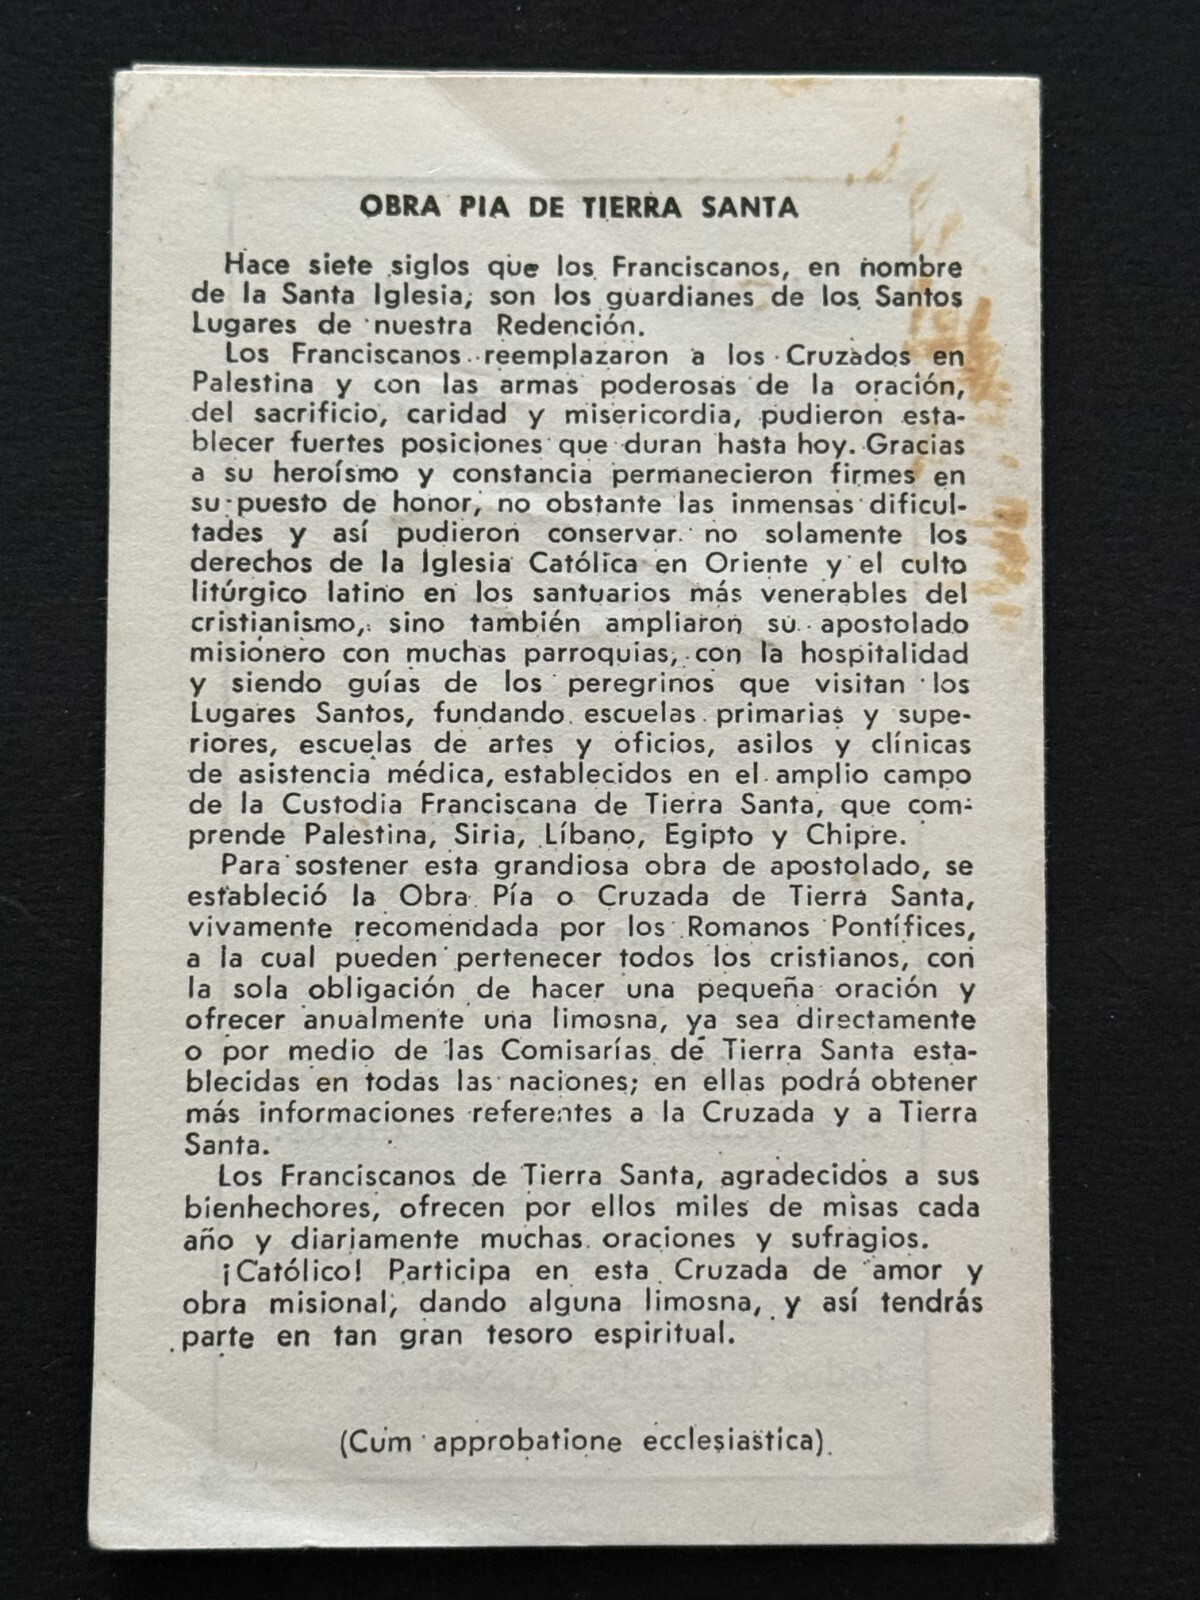 OBRA PIA DE TIERRA SANTA
Hace siete siglos que los Franciscanos, en nombre
de la Santa Iglesia, son los guardianes de los Santos
Lugares de nuestra Redención.
Los Franciscanos reemplazaron a los Cruzados en
Palestina y con las armas poderosas de la oración,
del sacrificio, caridad y misericordia, pudieron esta-
blecer fuertes posiciones que duran hasta hoy. Gracias
a su heroísmo y constancia permanecieron firmes en
su puesto de honor, no obstante las inmensas dificul-
tades y así pudieron conservar no solamente los
derechos de la Iglesia Católica en Oriente y el culto
litúrgico latino en los santuarios más venerables del
cristianismo, sino también ampliaron su apostolado
misionero con muchas parroquias, con la hospitalidad
y siendo guías de los peregrinos que visitan los
Lugares Santos, fundando escuelas primarias y supe-
riores, escuelas de artes y oficios, asilos y clínicas
de asistencia médica, establecidos en el amplio campo
de la Custodia Franciscana de Tierra Santa, que com-
prende Palestina, Siria, Líbano, Egipto y Chipre.
Para sostener esta grandiosa obra de apostolado, se
estableció la Obra Pía o Cruzada de Tierra Santa,
vivamente recomendada por los Romanos Pontífices,
a la cual pueden pertenecer todos los cristianos, con
la sola obligación de hacer una pequeña oración y
ofrecer anualmente una limosna, ya sea directamente
o por medio de las Comisarías de Tierra Santa esta-
blecidas en todas las naciones; en ellas podrá obtener
más informaciones referentes a la Cruzada y a Tierra
Santa.
Los Franciscanos de Tierra Santa, agradecidos a sus
bienhechores, ofrecen por ellos miles de misas cada
año y diariamente muchas oraciones y sufragios.
¡Católico! Participa en esta Cruzada de amor y
obra misional, dando alguna limosna, y así tendrás
parte en tan gran tesoro espiritual.
(Cum approbatione ecclesiastica).